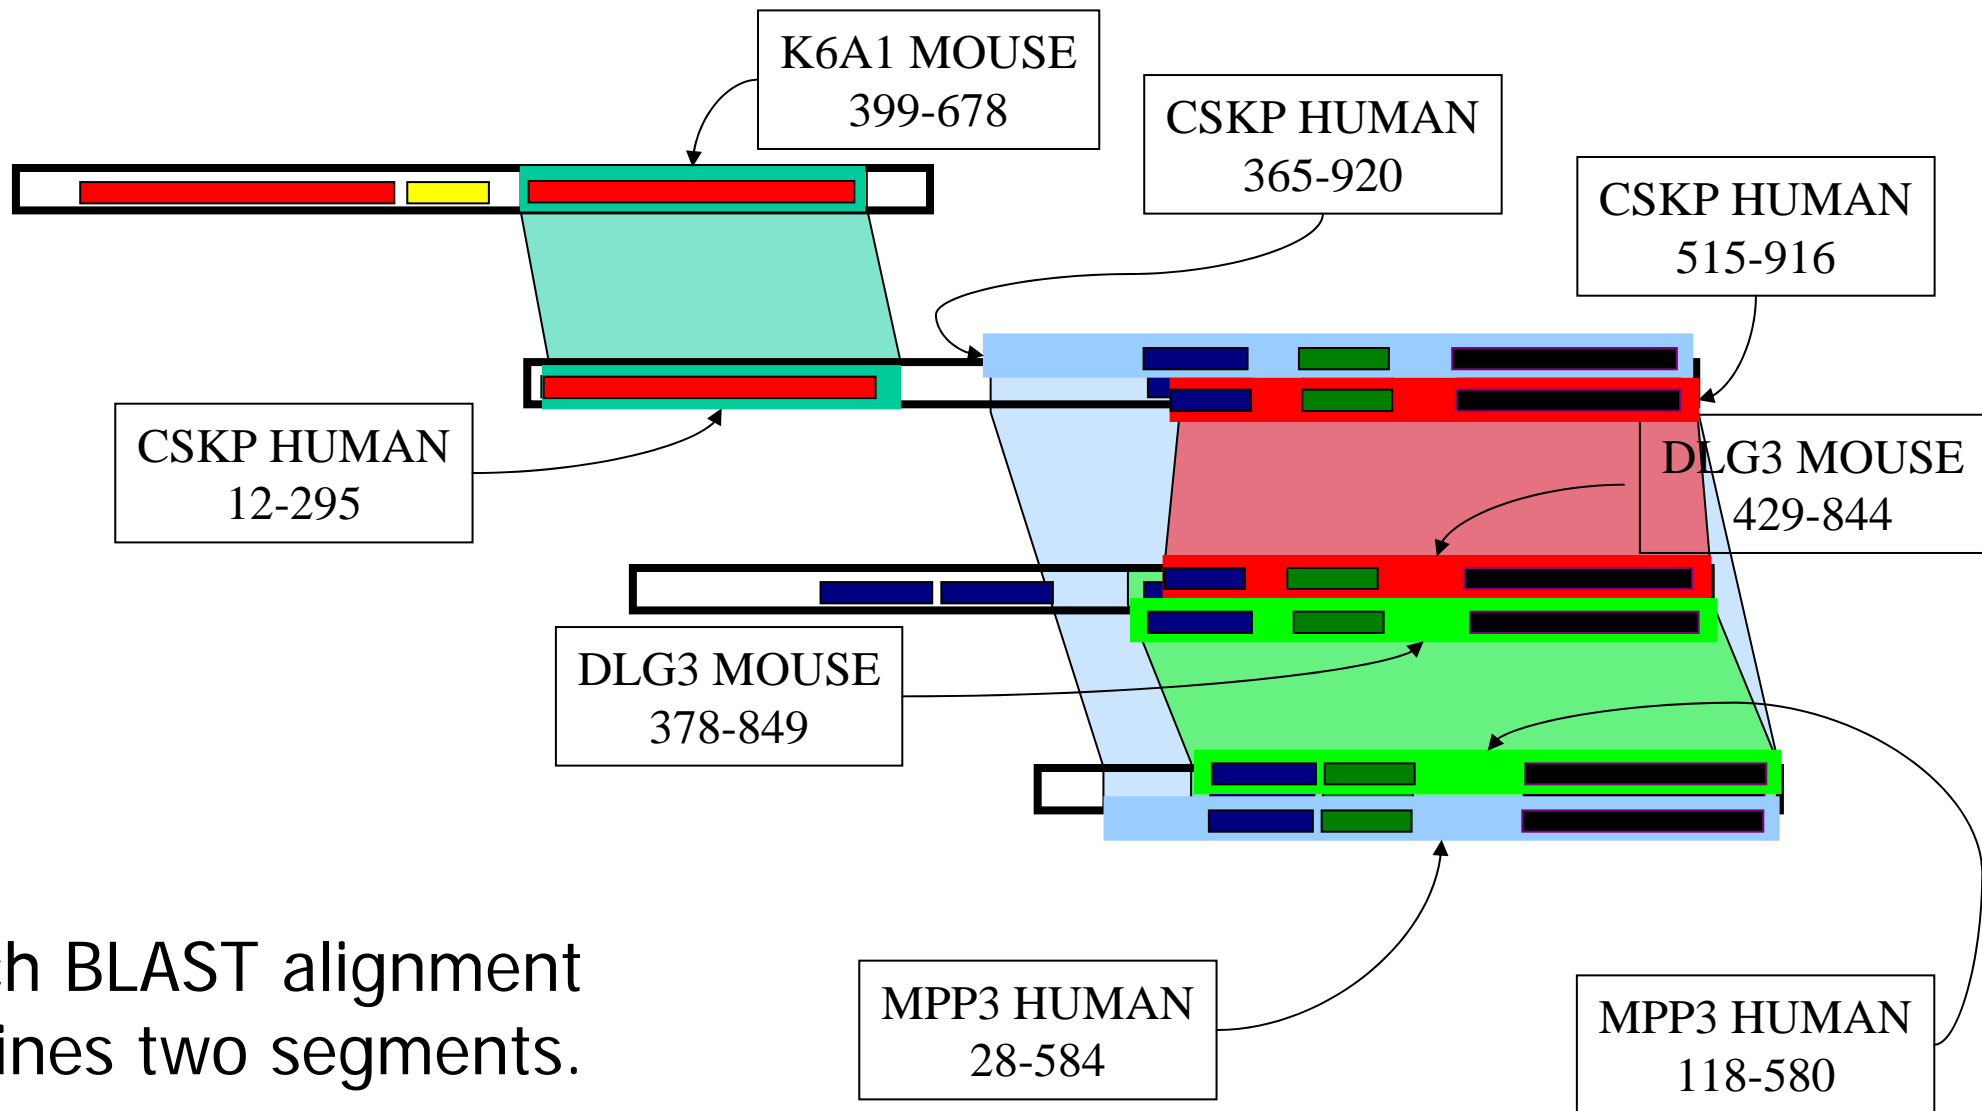 K6A1 MOUSE
399-678
CSKP HUMAN
365-920
CSKP HUMAN
515-916
CSKP HUMAN
12-295
DLG3 MOUSE
429-844
DLG3 MOUSE
378-849
MPP3 HUMAN
28-584
MPP3 HUMAN
118-580
BLAST alignment
two segments.